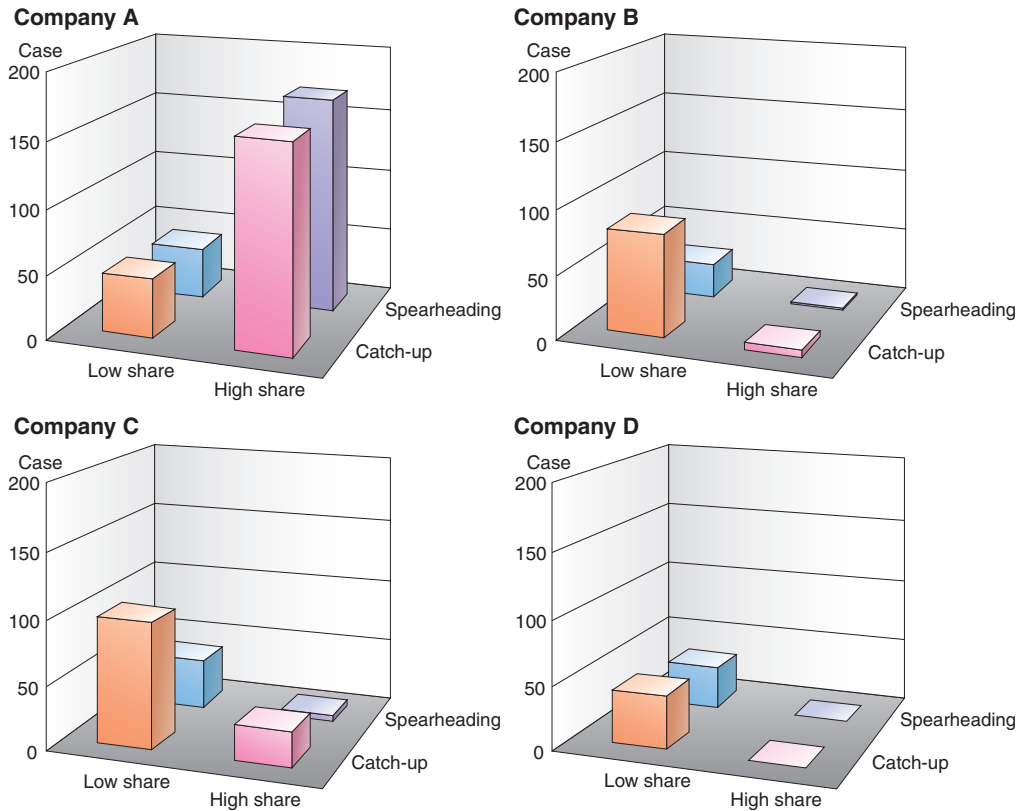 Company A
Case
200
150
100
50
0
Low share
High share
Spearheading
Catch-up
Company B
Case
200
150
100
50
0
Low share
High share
Spearheading
Catch-up
Company C
Case
200
150
100
50
0
Low share
High share
Spearheading
Catch-up
Company D
Case
200
150
100
50
0
Low share
High share
Spearheading
Catch-up